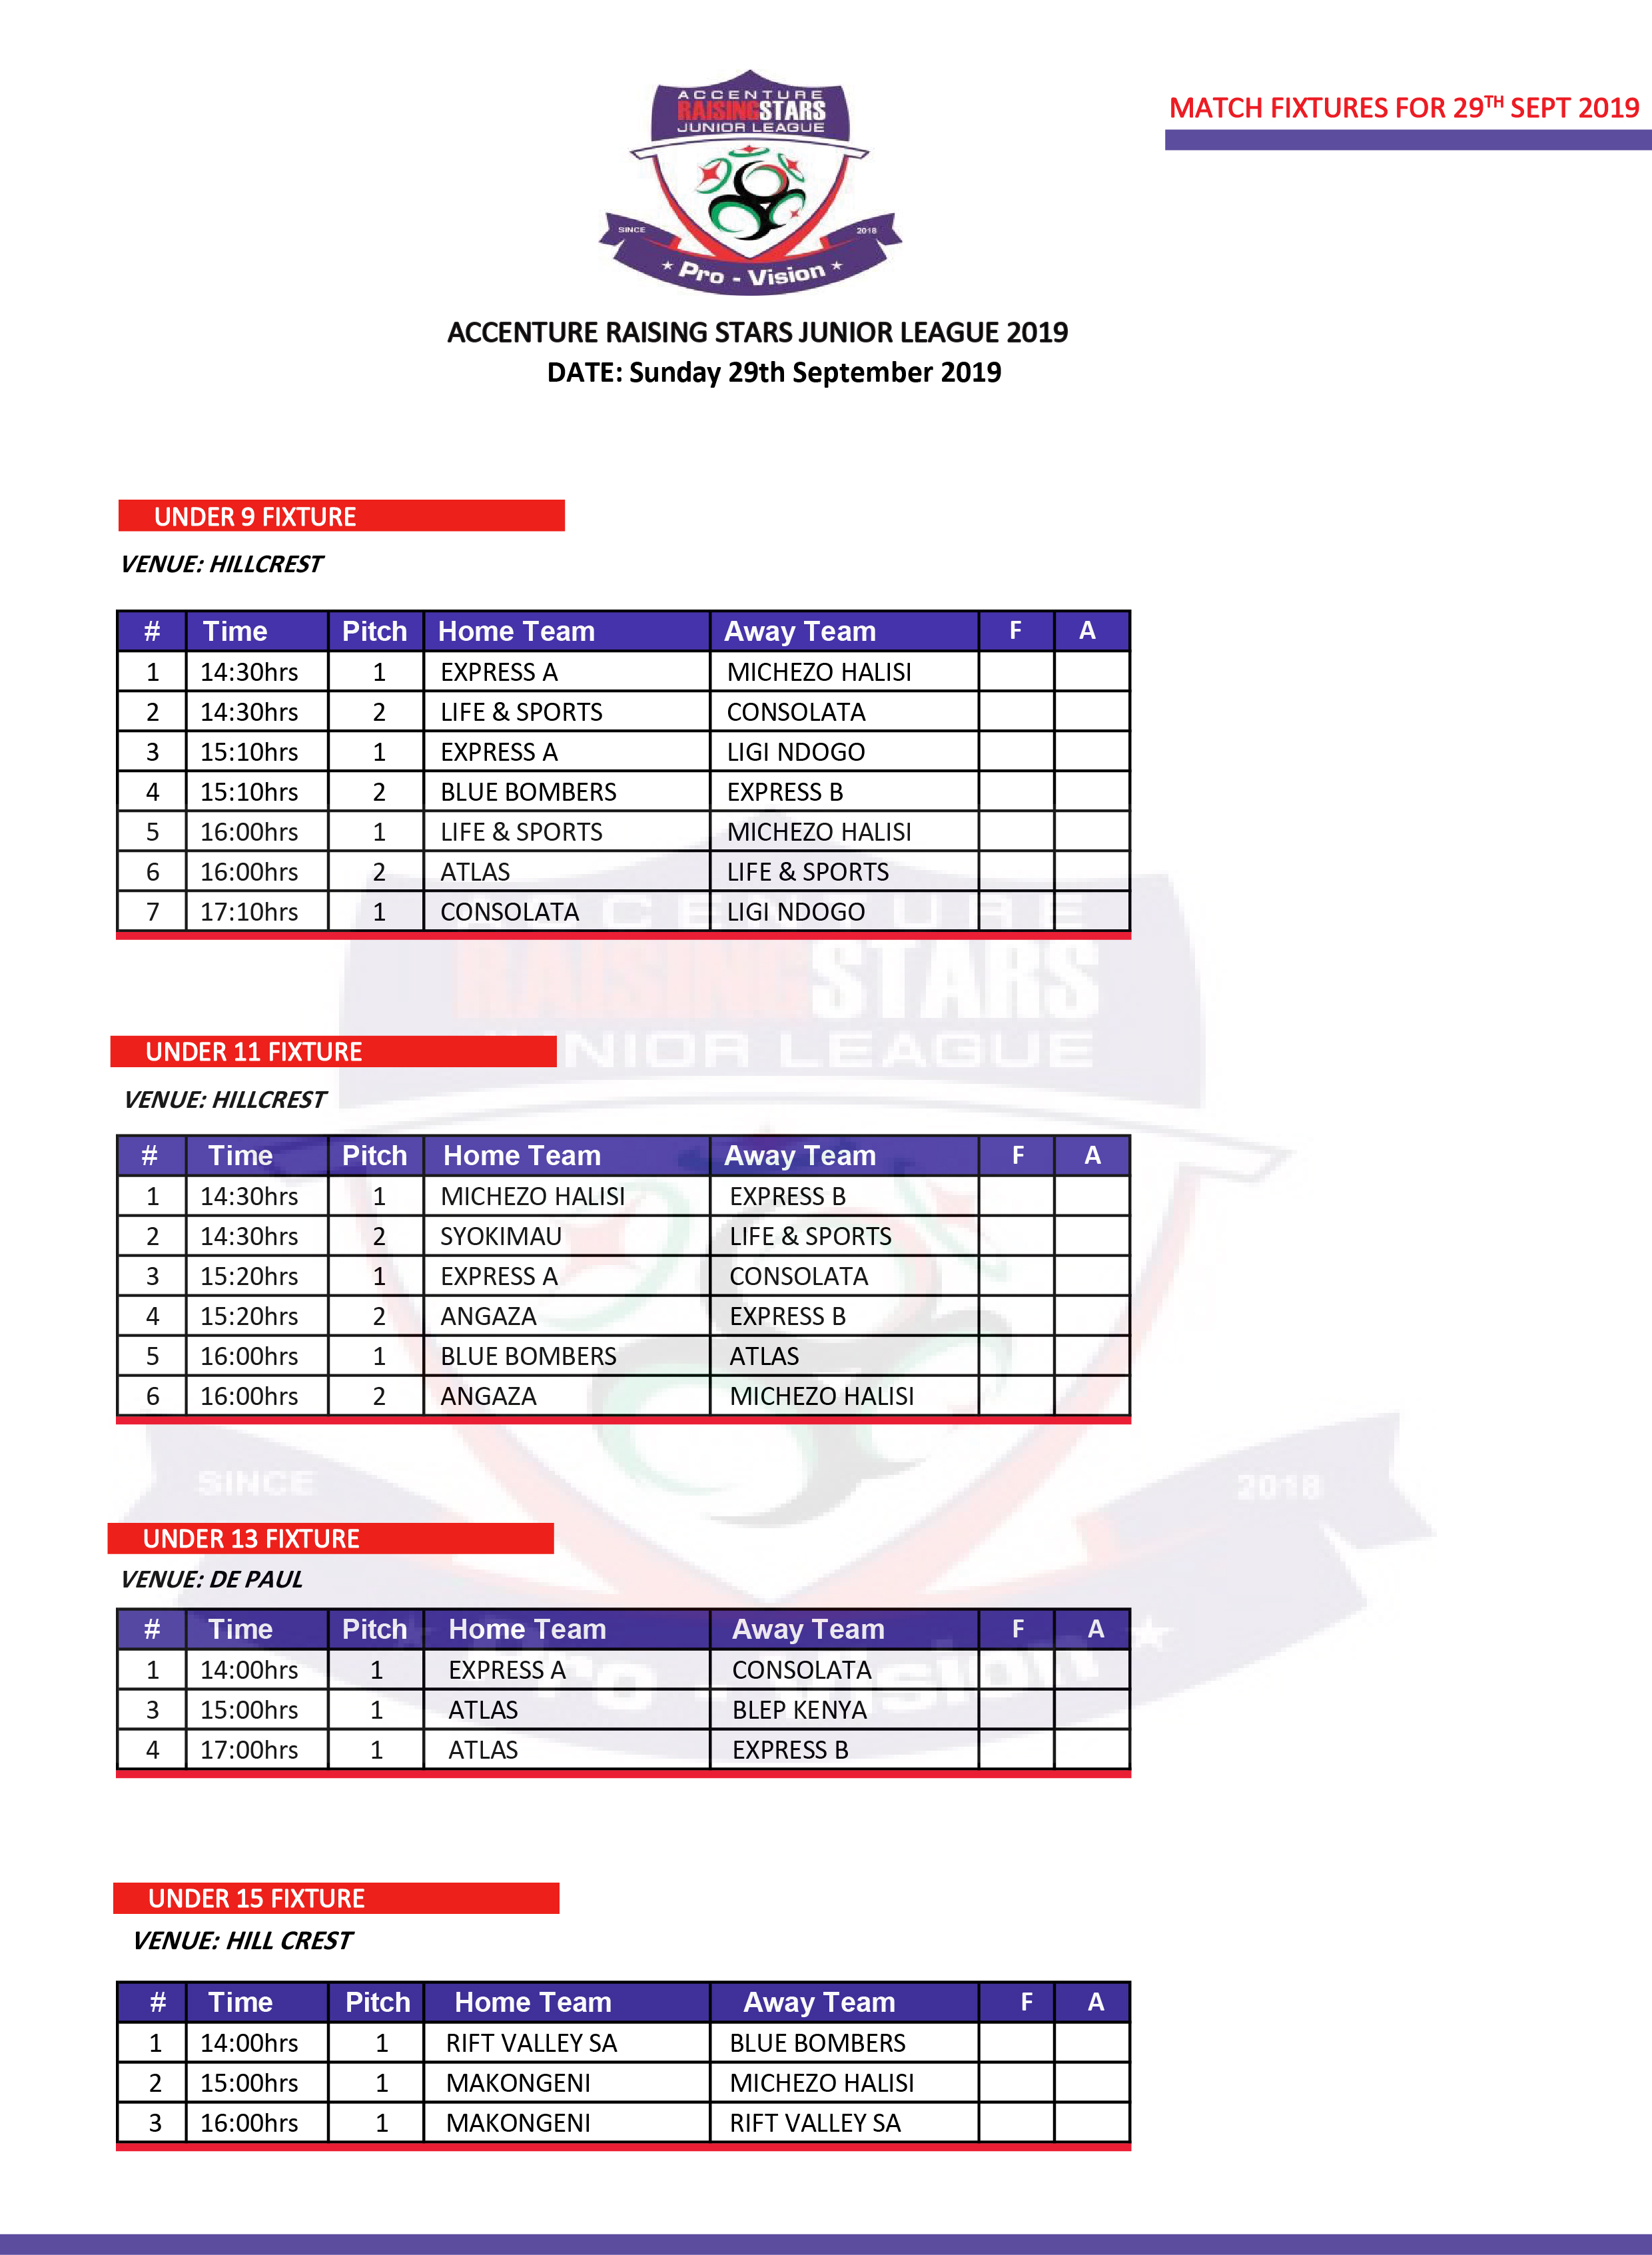 ACCENTURE
RAISINGSTARS
JUNIOR LEAGUE
SINCE 2018
Pro - Vision
MATCH FIXTURES FOR 29TH SEPT 2019
ACCENTURE RAISING STARS JUNIOR LEAGUE 2019
DATE: Sunday 29th September 2019
UNDER 9 FIXTURE
VENUE: HILLCREST
# Time Pitch Home Team Away Team F A
1 14:30hrs 1 EXPRESS A MICHEZO HALISI
2 14:30hrs 2 LIFE & SPORTS CONSOLATA
3 15:10hrs 1 EXPRESS A LIGI NDOGO
4 15:10hrs 2 BLUE BOMBERS EXPRESS B
5 16:00hrs 1 LIFE & SPORTS MICHEZO HALISI
6 16:00hrs 2 ATLAS LIFE & SPORTS
7 17:10hrs 1 CONSOLATA LIGI NDOGO
ACCENTURE
RAISINGSTARS
JUNIOR LEAGUE
UNDER 11 FIXTURE
VENUE: HILLCREST
# Time Pitch Home Team Away Team F A
1 14:30hrs 1 MICHEZO HALISI EXPRESS B
2 14:30hrs 2 SYOKIMAU LIFE & SPORTS
3 15:20hrs 1 EXPRESS A CONSOLATA
4 15:20hrs 2 ANGAZA EXPRESS B
5 16:00hrs 1 BLUE BOMBERS ATLAS
6 16:00hrs 2 ANGAZA MICHEZO HALISI
SINCE 2018
UNDER 13 FIXTURE
VENUE: DE PAUL
# Time Pitch Home Team Away Team F A
1 14:00hrs 1 EXPRESS A CONSOLATA
3 15:00hrs 1 ATLAS BLEP KENYA
4 17:00hrs 1 ATLAS EXPRESS B
Pro - Vision
UNDER 15 FIXTURE
VENUE: HILL CREST
# Time Pitch Home Team Away Team F A
1 14:00hrs 1 RIFT VALLEY SA BLUE BOMBERS
2 15:00hrs 1 MAKONGENI MICHEZO HALISI
3 16:00hrs 1 MAKONGENI RIFT VALLEY SA